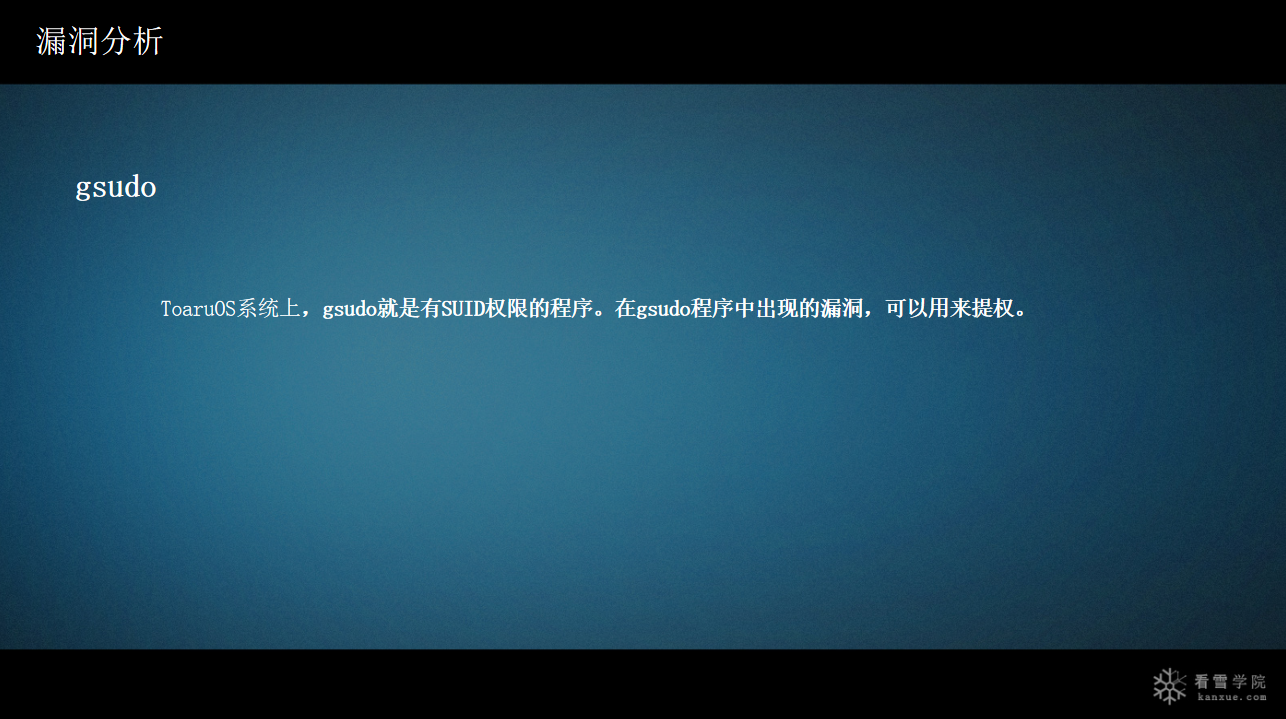 漏洞分析
gsudo
ToaruOS系统上，gsudo就是有SUID权限的程序。在gsudo程序中出现的漏洞，可以用来提权。
看雪学院
kanxue.com